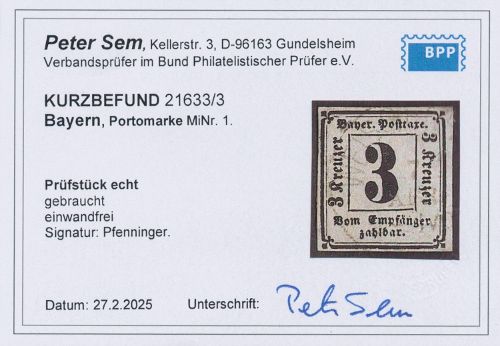 Peter Sem, Kellerstr. 3, D-96163 Gundelsheim
Verbandsprüfer im Bund Philatelistischer Prüfer e.V.
BPP
KURZBEFUND 21633/3
Bayern, Portomarke MiNr. 1.
Prüfstück echt
gebraucht
einwandfrei
Signatur: Pfenninger.
Bayer. Posttaxe.
3 Kreuzer
3
3 Kreuzer
Vom Empfänger
zahlbar.
Datum: 27.2.2025
Unterschrift:
Peter Sem